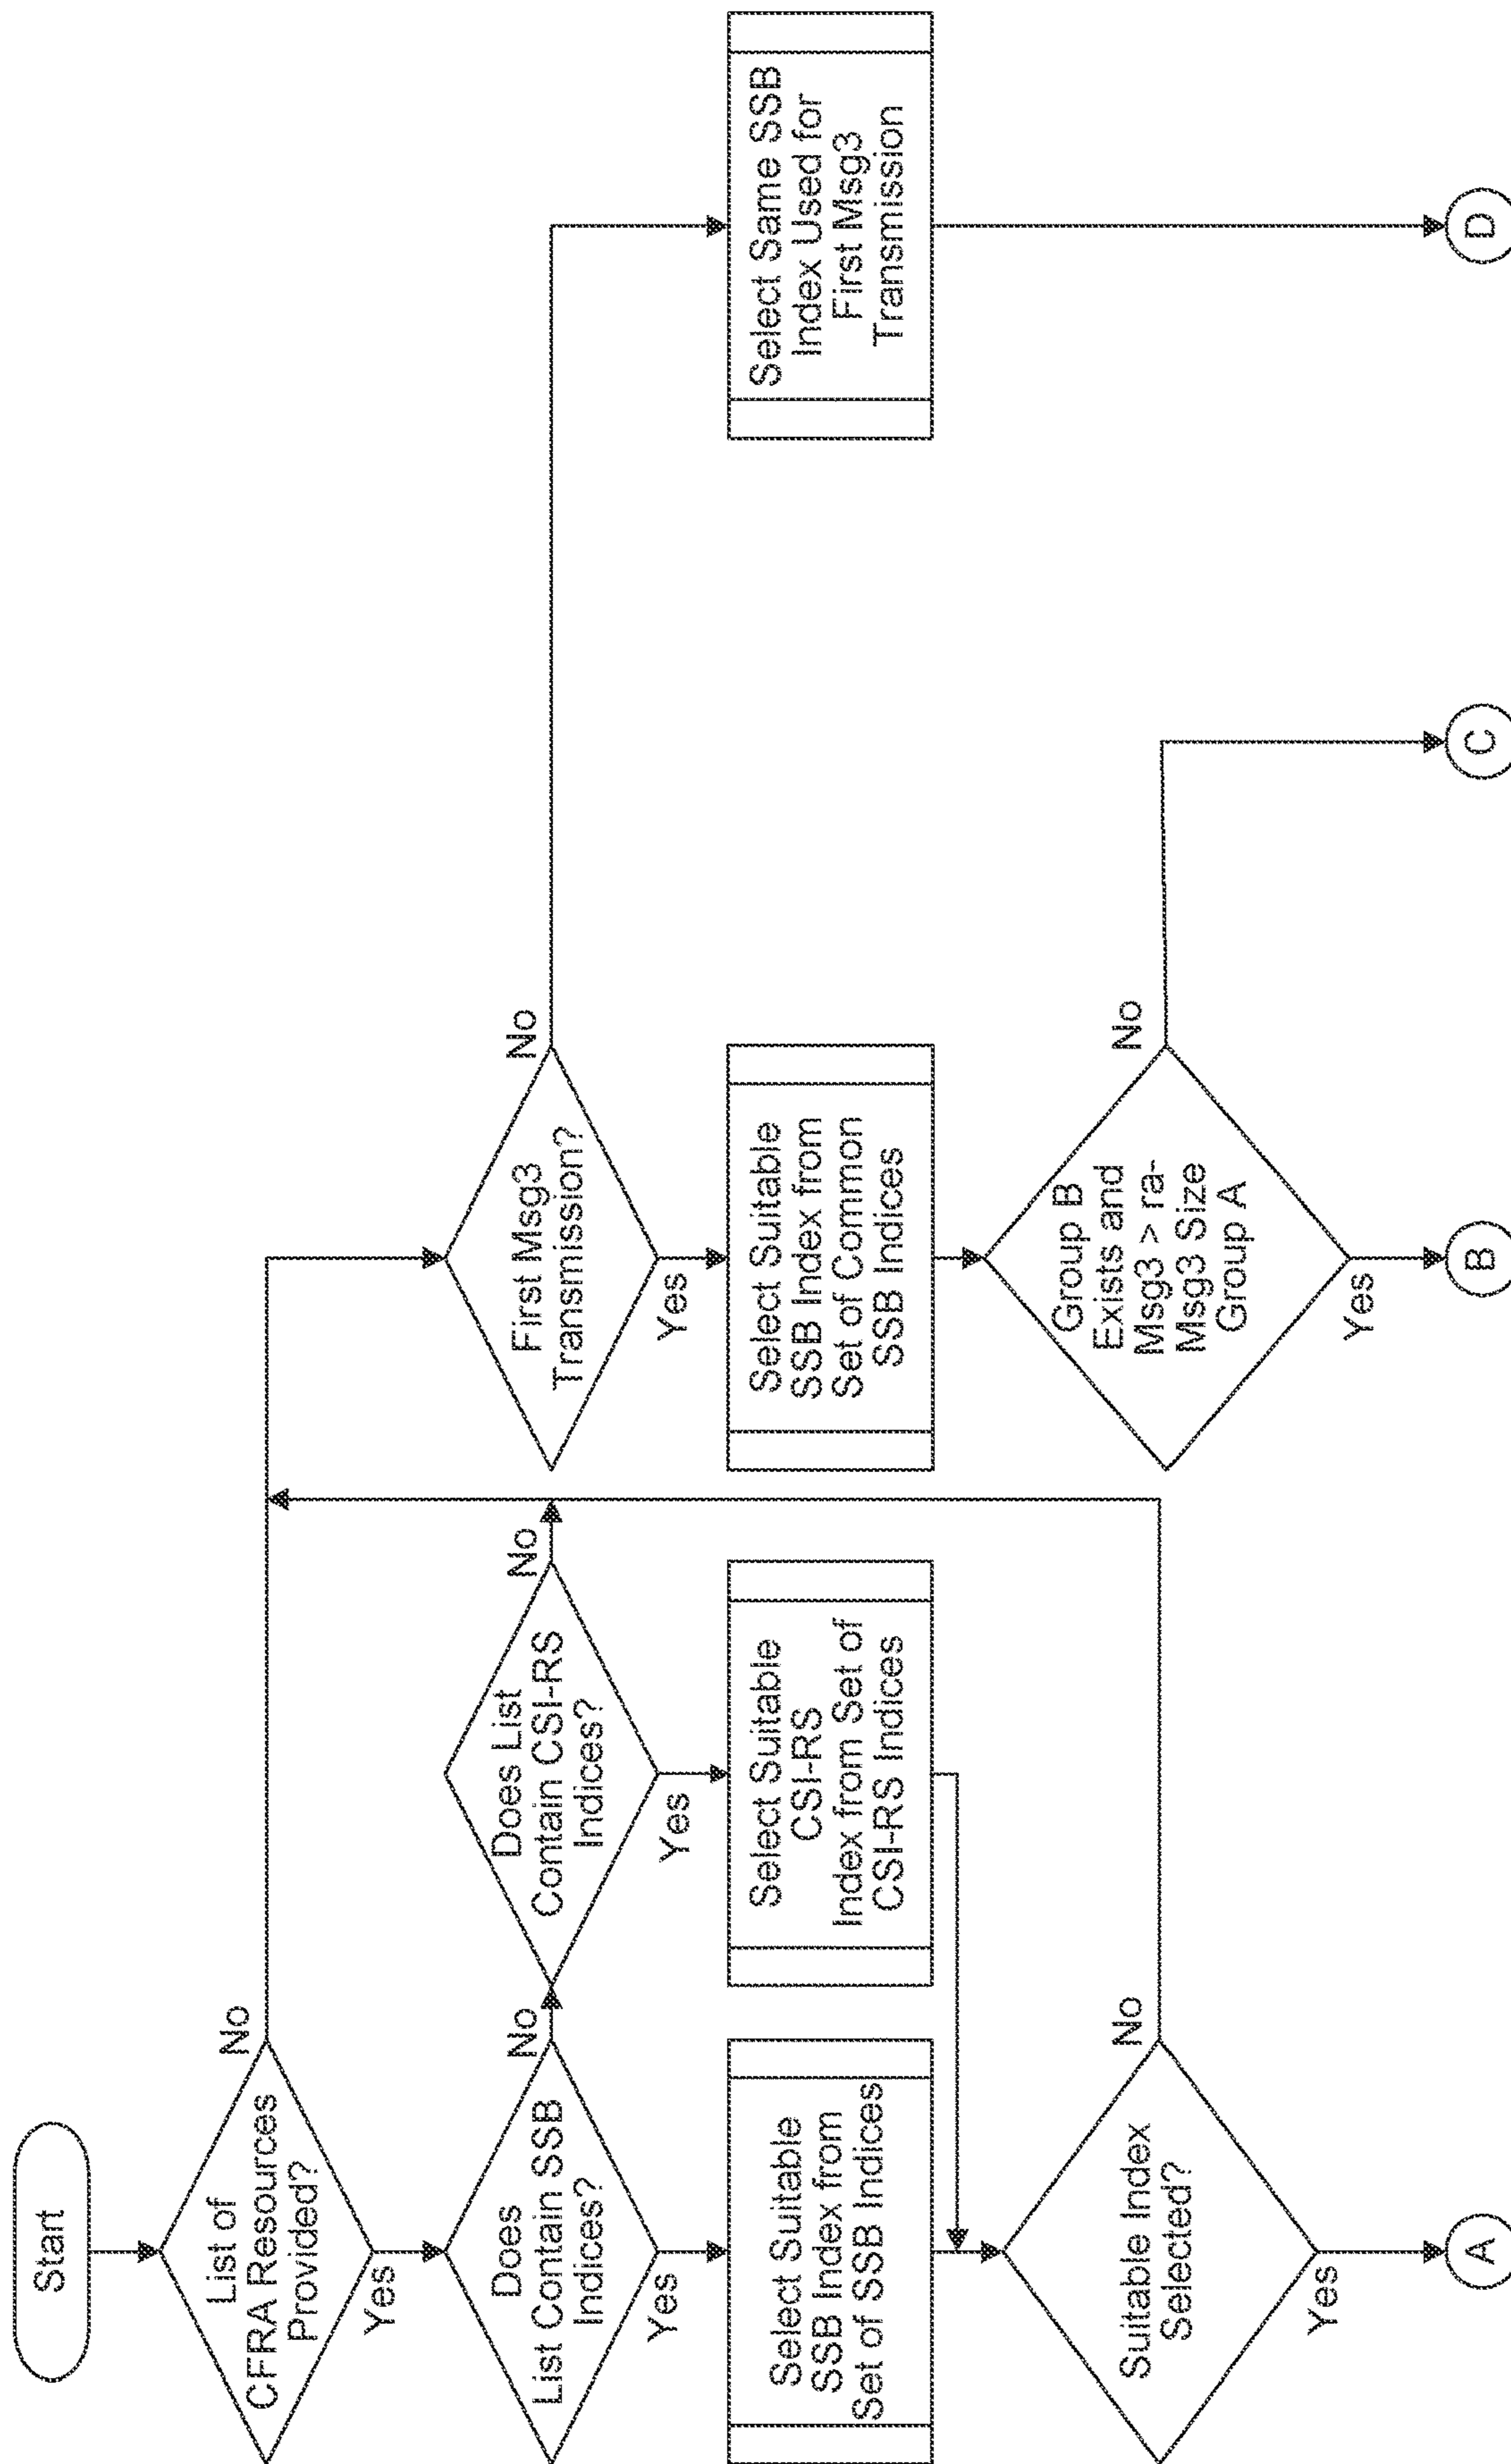 Start
List of
CFRA Resources
Provided?
No
Yes
Does
List Contain SSB
Indices?
No
Yes
Does List
Contain CSI-RS
Indices?
No
Yes
First Msg3
Transmission?
No
Yes
Select Suitable
SSB Index from
Set of SSB Indices
Select Suitable
CSI-RS
Index from Set of
CSI-RS Indices
Select Suitable
SSB Index from
Set of Common
SSB Indices
Select Same SSB
Index Used for
First Msg3
Transmission
Suitable Index
Selected?
No
Yes
Group B
Exists and
Msg3 > ra-
Msg3 Size
Group A
No
Yes
A
B
C
D